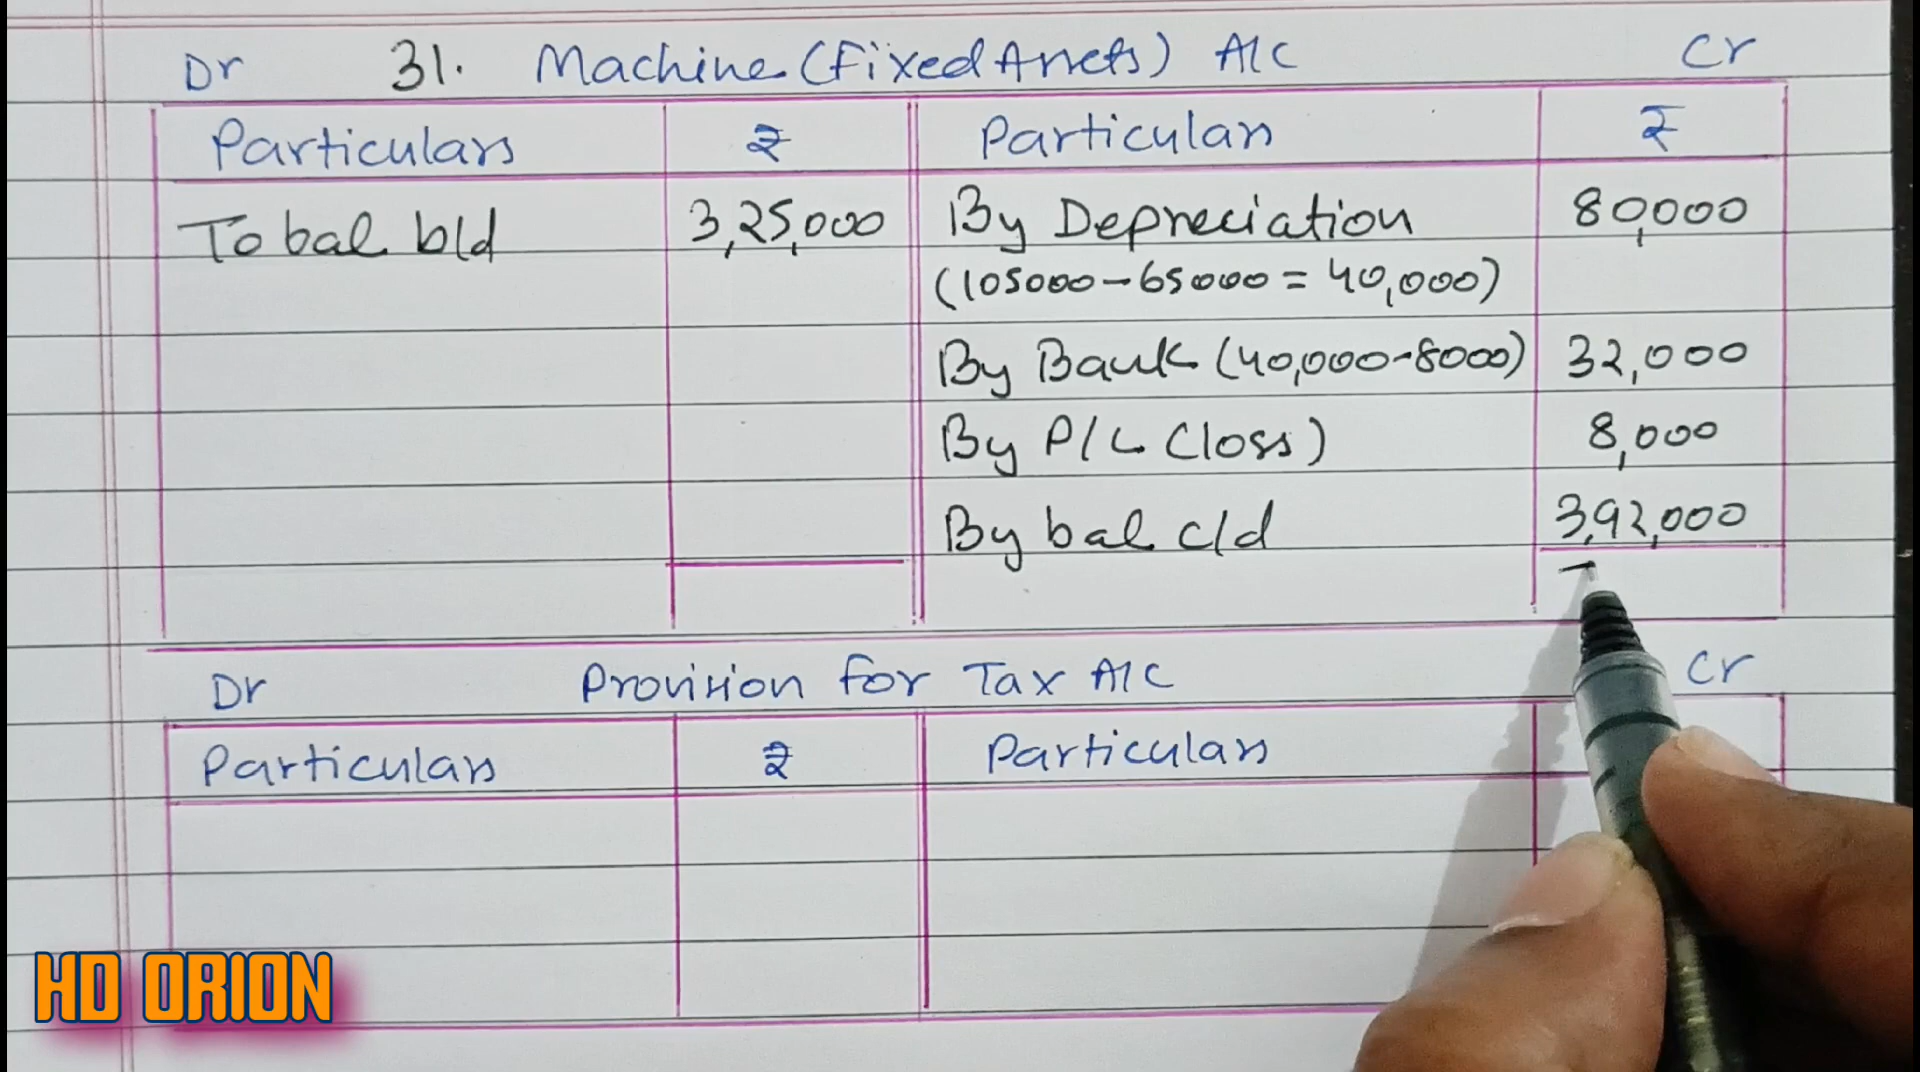 Dr 31. Machine (Fixed Assets) A/C Cr
Particulars ₹ Particulars ₹
To bal b/d 3,25,000 By Depreciation 80,000
(105000-65000 = 40,000)
By Bank (40,000-8000) 32,000
By P/L (loss) 8,000
By bal c/d 3,92,000
Dr Provision for Tax A/C Cr
Particulars ₹ Particulars
HD ORION